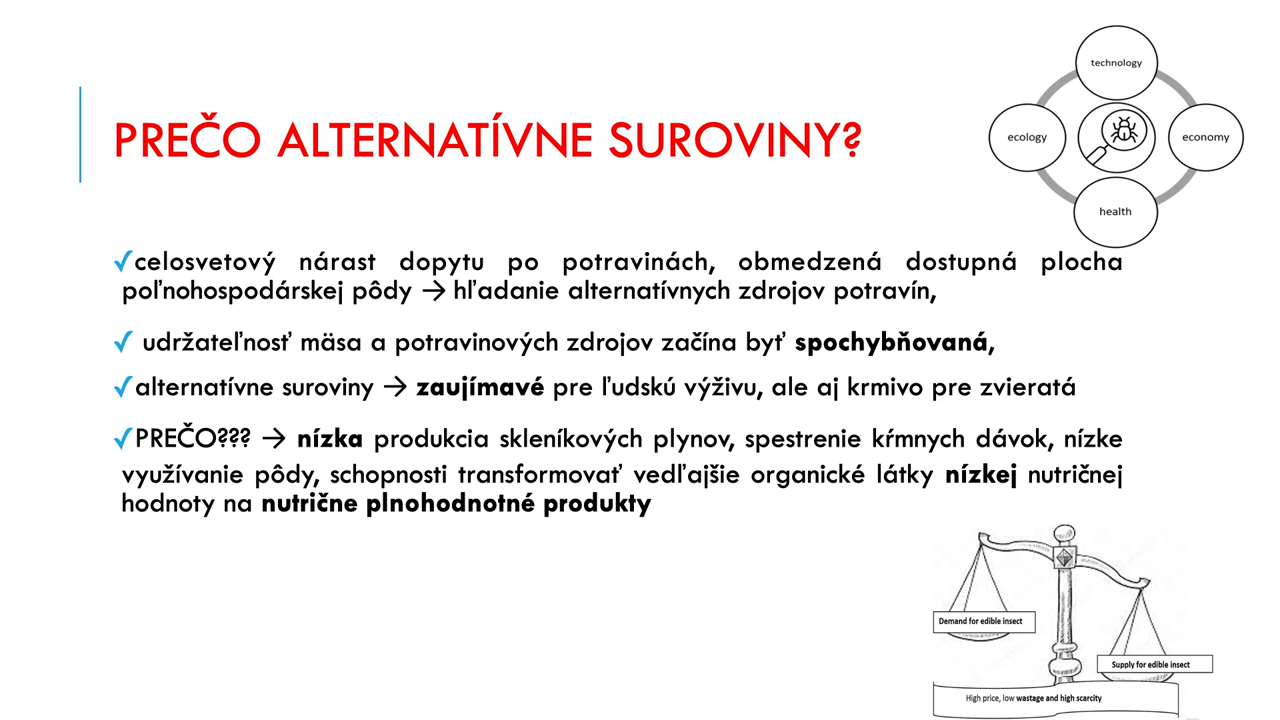 PREČO ALTERNATÍVNE SUROVINY?
technology
ecology
economy
health
✓celosvetový nárast dopytu po potravinách, obmedzená dostupná plocha
poľnohospodárskej pôdy → hľadanie alternatívnych zdrojov potravín,
✓ udržateľnosť mäsa a potravinových zdrojov začína byť spochybňovaná,
✓alternatívne suroviny → zaujímavé pre ľudskú výživu, ale aj krmivo pre zvieratá
✓PREČO??? → nízka produkcia skleníkových plynov, spestrenie kŕmnych dávok, nízke
využívanie pôdy, schopnosti transformovať vedľajšie organické látky nízkej nutričnej
hodnoty na nutrične plnohodnotné produkty
Demand for edible insect
Supply for edible insect
High price, low wastage and high scarcity